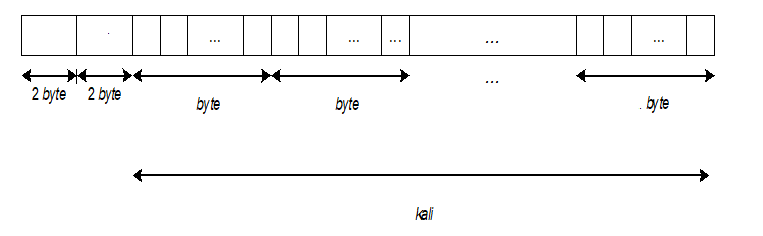 ... ... ... ... ...
...
2 byte 2 byte byte byte . byte
kali